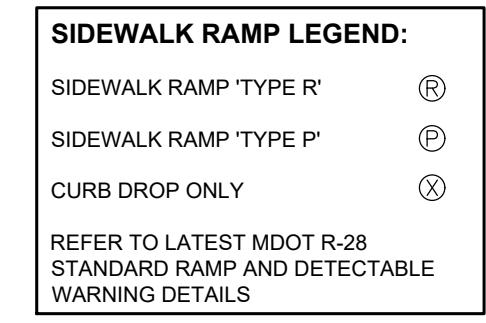 SIDEWALK RAMP LEGEND:
SIDEWALK RAMP 'TYPE R' R
SIDEWALK RAMP 'TYPE P' P
CURB DROP ONLY X
REFER TO LATEST MDOT R-28
STANDARD RAMP AND DETECTABLE
WARNING DETAILS